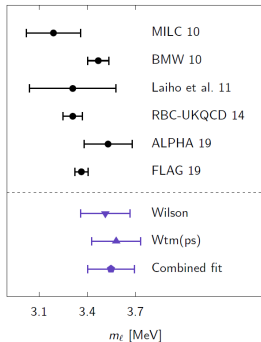 MILC 10
BMW 10
Laiho et al. 11
RBC-UKQCD 14
ALPHA 19
FLAG 19
Wilson
Wtm(ps)
Combined fit
3.1 3.4 3.7
mℓ [MeV]